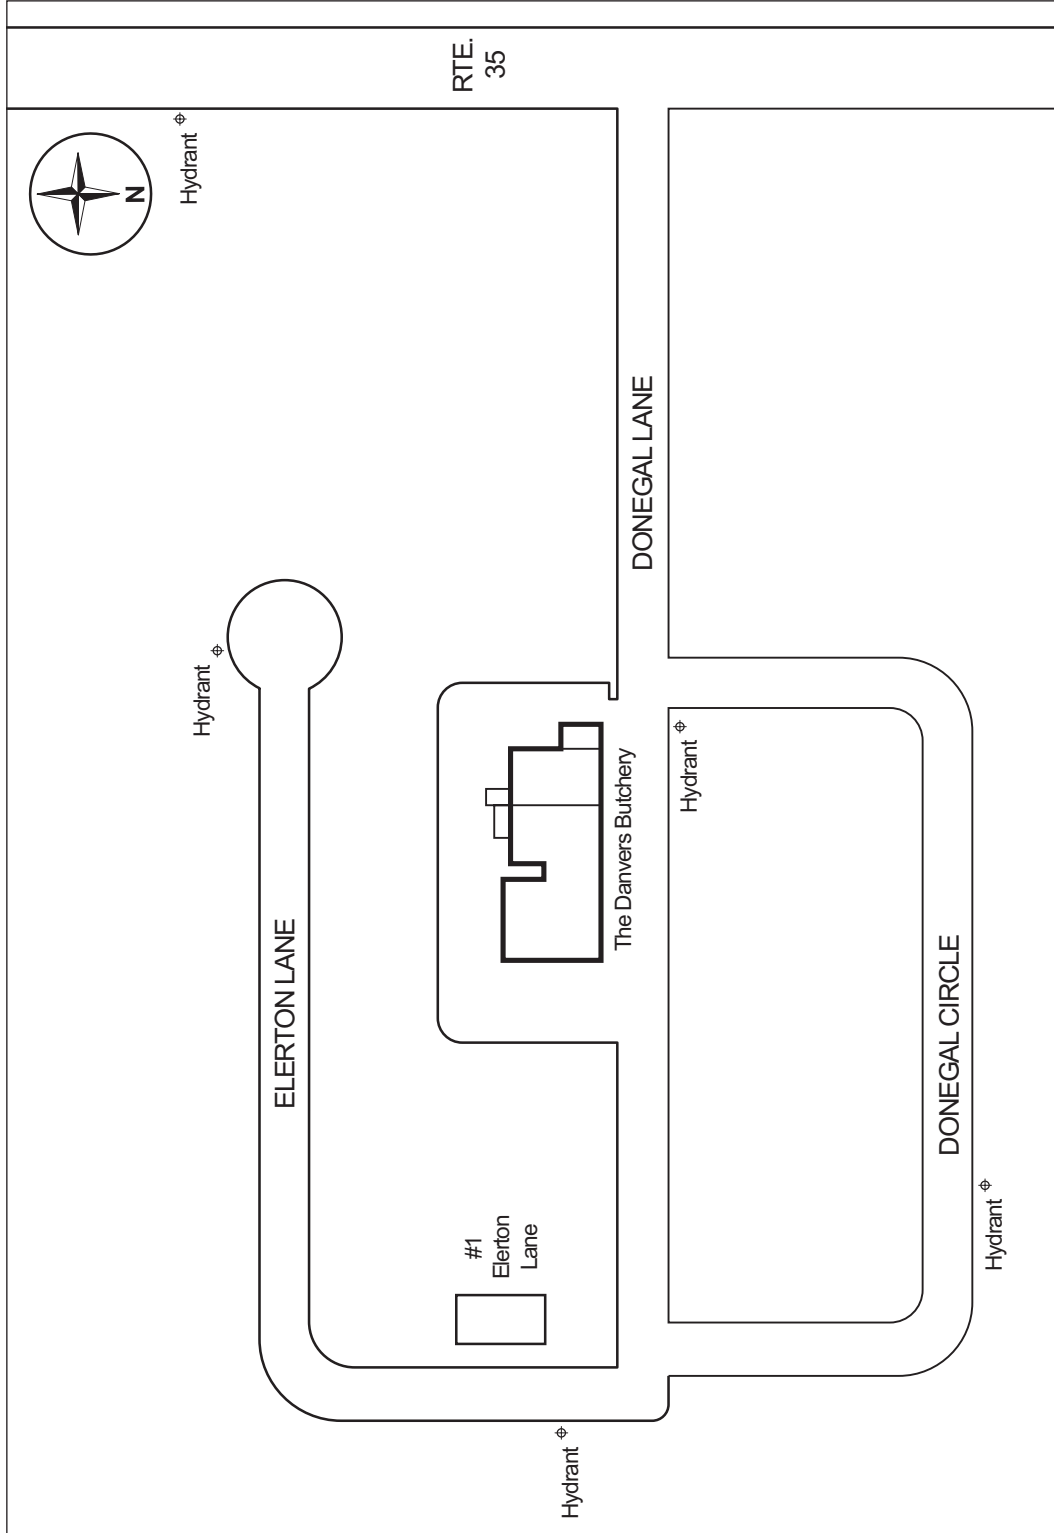 RTE.
35
Hydrant
N
DONEGAL LANE
Hydrant
Hydrant
The Danvers Butchery
ELERTON LANE
DONEGAL CIRCLE
#1
Elerton
Lane
Hydrant
Hydrant